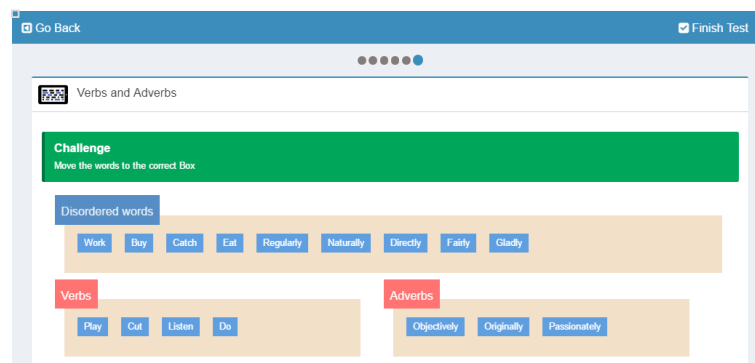 Go Back Finish Test
Verbs and Adverbs
Challenge
Move the words to the correct Box
Disordered words
Work Buy Catch Eat Regularly Naturally Directly Fairly Gladly
Verbs
Play Cut Listen Do
Adverbs
Objectively Originally Passionately